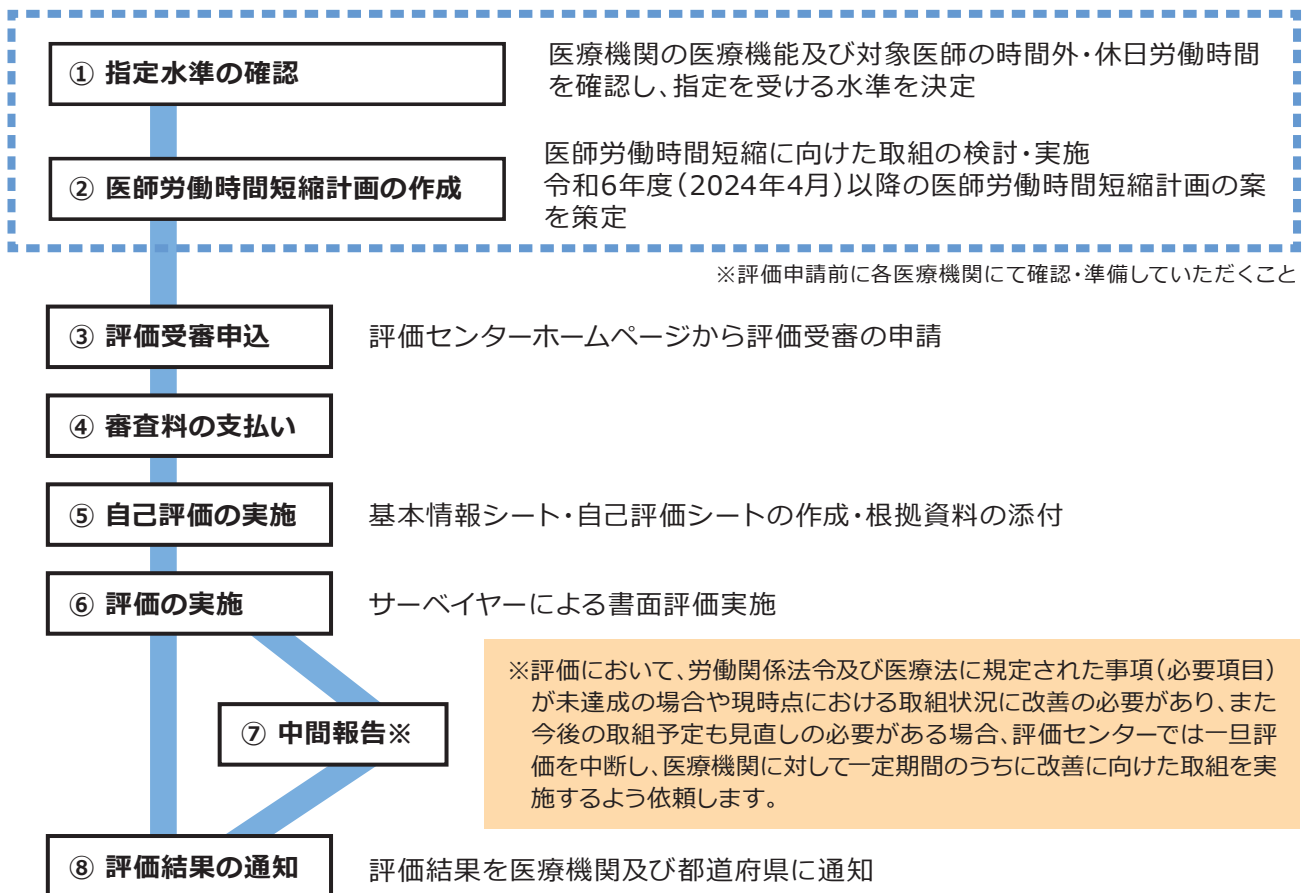 ① 指定水準の確認
医療機関の医療機能及び対象医師の時間外・休日労働時間
を確認し、指定を受ける水準を決定
② 医師労働時間短縮計画の作成
医師労働時間短縮に向けた取組の検討・実施
令和6年度(2024年4月)以降の医師労働時間短縮計画の案
を策定
※評価申請前に各医療機関にて確認・準備していただくこと
③ 評価受審申込
評価センターホームページから評価受審の申請
④ 審査料の支払い
⑤ 自己評価の実施
基本情報シート・自己評価シートの作成・根拠資料の添付
⑥ 評価の実施
サーベイヤーによる書面評価実施
⑦ 中間報告※
※評価において、労働関係法令及び医療法に規定された事項(必要項目)
が未達成の場合や現時点における取組状況に改善の必要があり、また
今後の取組予定も見直しの必要がある場合、評価センターでは一旦評
価を中断し、医療機関に対して一定期間のうちに改善に向けた取組を実
施するよう依頼します。
⑧ 評価結果の通知
評価結果を医療機関及び都道府県に通知